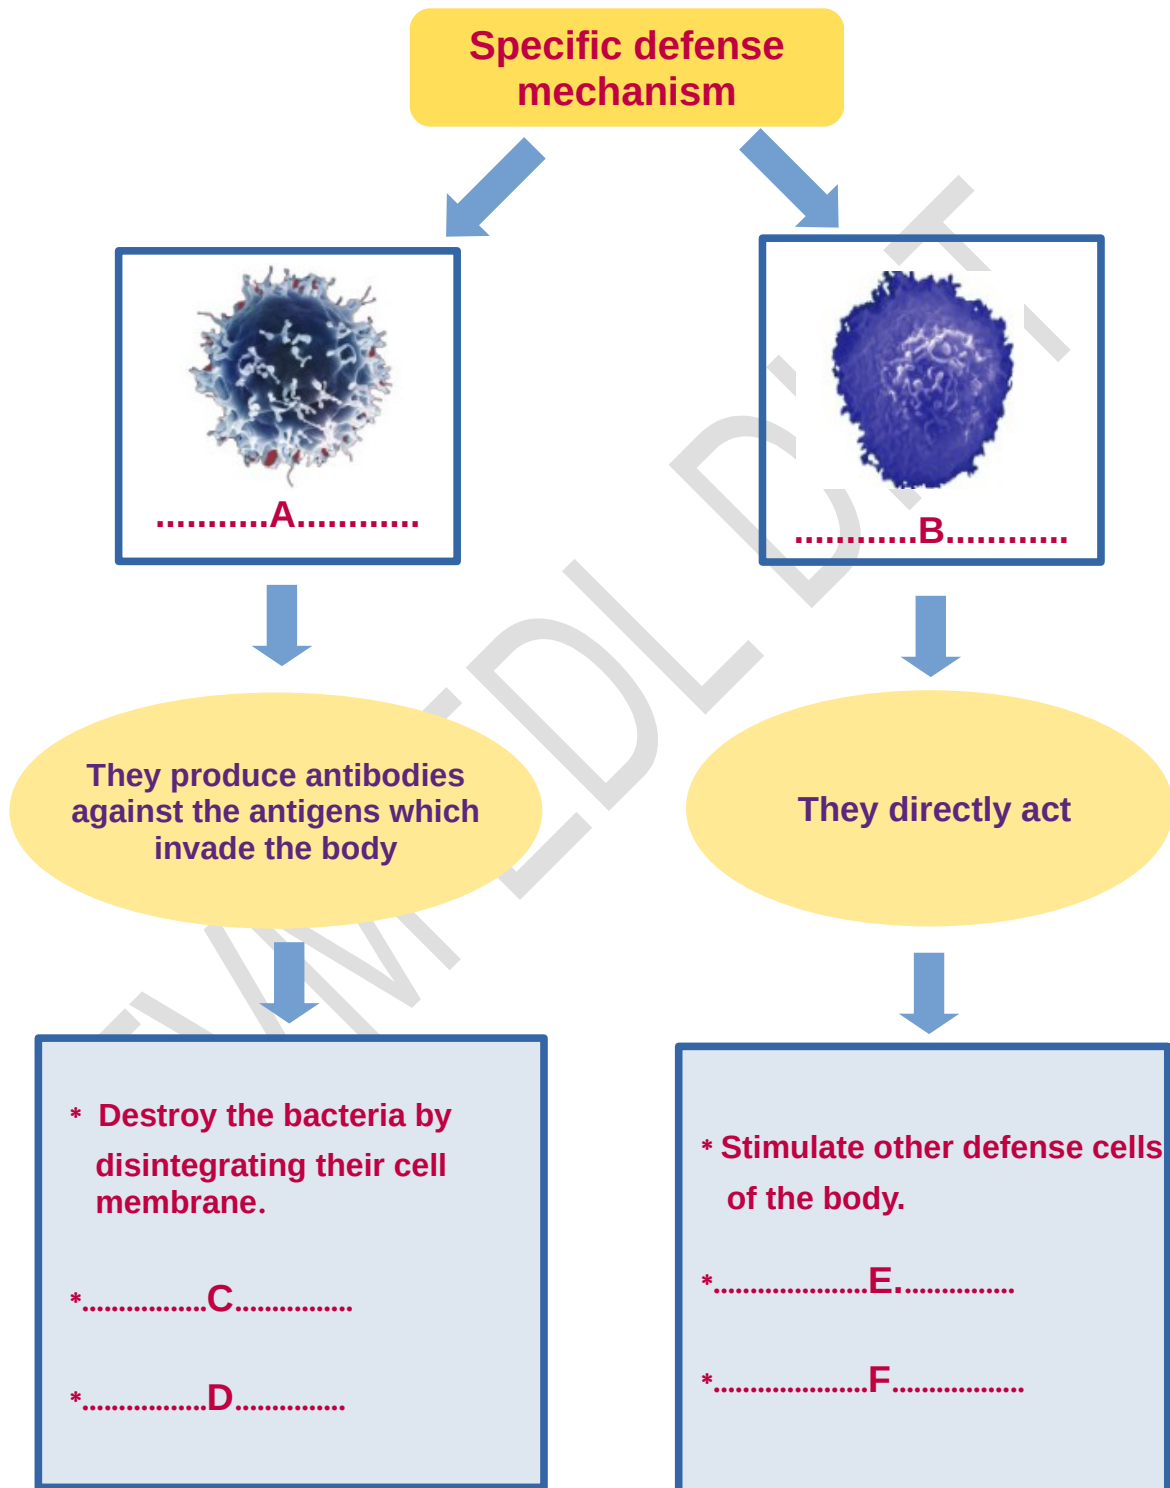 Specific defense
mechanism
...........A............
............B............
They produce antibodies
against the antigens which
invade the body
They directly act
* Destroy the bacteria by
disintegrating their cell
membrane.
*.................C................
*.................D...............
* Stimulate other defense cells
of the body.
*.....................E................
*.....................F..................